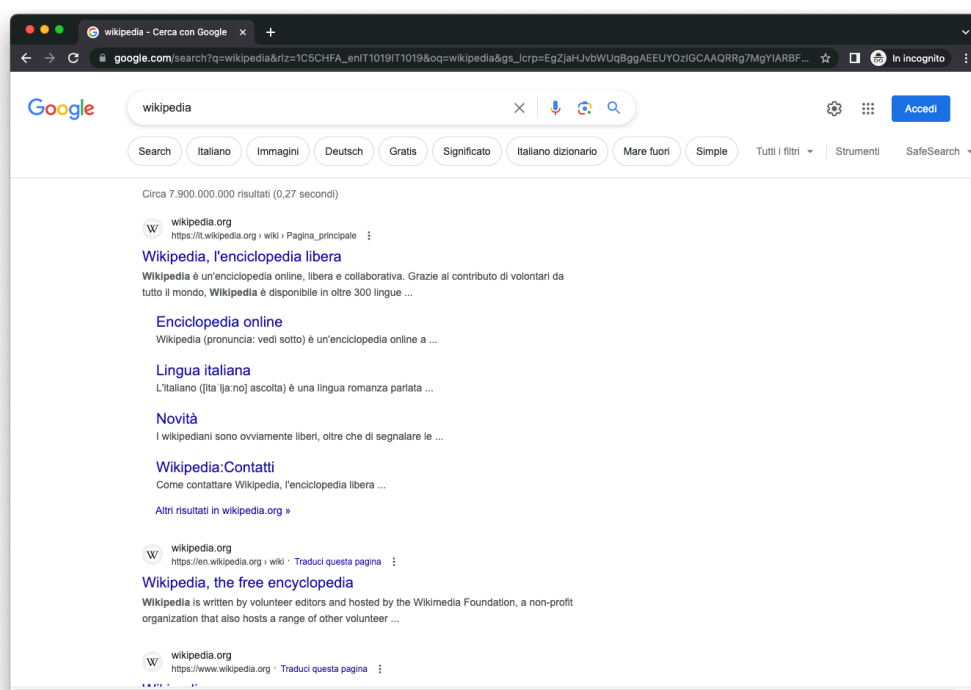 wikipedia - Cerca con Google
google.com/search?q=wikipedia&rlz=1C5CHFA_enIT1019IT1019&oq=wikipedia&gs_lcrp=EgZjaHJvbWUqBggAEEUYOzIGCAAQRRg7MgYIARBF...
In incognito
Google
wikipedia
Accedi
Search Italiano Immagini Deutsch Gratis Significato Italiano dizionario Mare fuori Simple Tutti i filtri Strumenti SafeSearch
Circa 7.900.000.000 risultati (0,27 secondi)
W
wikipedia.org
https://it.wikipedia.org › wiki › Pagina_principale
Wikipedia, l'enciclopedia libera
Wikipedia è un'enciclopedia online, libera e collaborativa. Grazie al contributo di volontari da
tutto il mondo, Wikipedia è disponibile in oltre 300 lingue ...
Enciclopedia online
Wikipedia (pronuncia: vedi sotto) è un'enciclopedia online a ...
Lingua italiana
L'italiano ([ita ˈljaːno] ascolta) è una lingua romanza parlata ...
Novità
I wikipediani sono ovviamente liberi, oltre che di segnalare le ...
Wikipedia:Contatti
Come contattare Wikipedia, l'enciclopedia libera ...
Altri risultati in wikipedia.org »
W
wikipedia.org
https://en.wikipedia.org › wiki · Traduci questa pagina
Wikipedia, the free encyclopedia
Wikipedia is written by volunteer editors and hosted by the Wikimedia Foundation, a non-profit
organization that also hosts a range of other volunteer ...
W
wikipedia.org
https://www.wikipedia.org · Traduci questa pagina